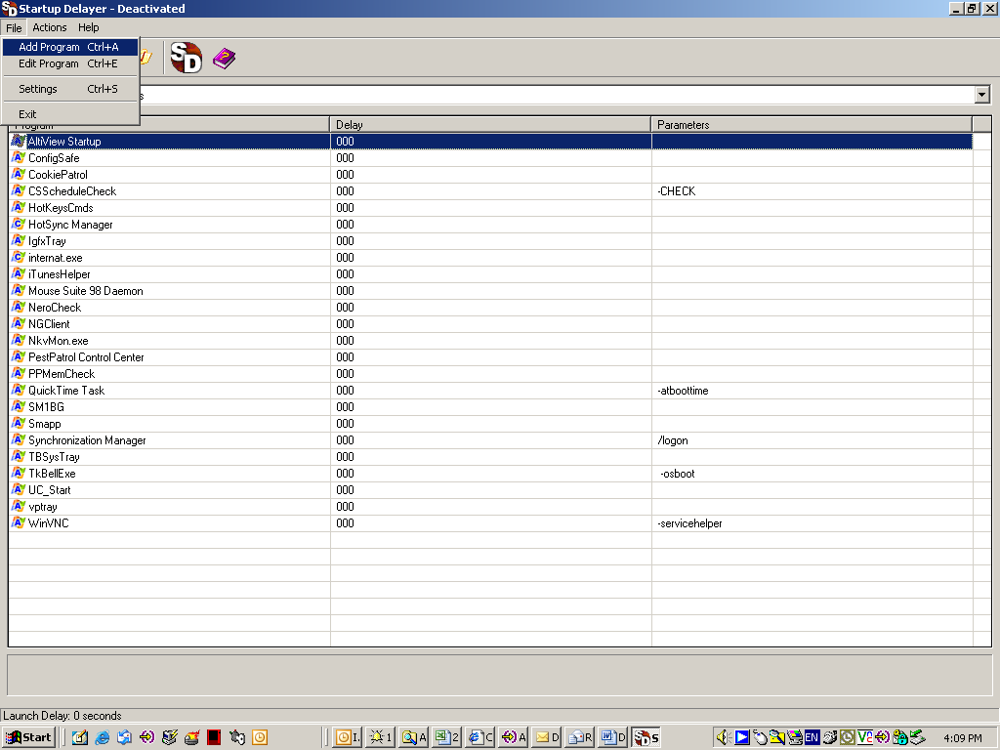 Startup Delayer - Deactivated
File Actions Help
Add Program Ctrl+A
Edit Program Ctrl+E
Settings Ctrl+S
Exit
SD
s
Program Delay Parameters
AltiView Startup 000
ConfigSafe 000
CookiePatrol 000
CSScheduleCheck 000 -CHECK
HotKeysCmds 000
HotSync Manager 000
IgfxTray 000
internat.exe 000
iTunesHelper 000
Mouse Suite 98 Daemon 000
NeroCheck 000
NGClient 000
NkvMon.exe 000
PestPatrol Control Center 000
PPMemCheck 000
QuickTime Task 000 -atboottime
SM1BG 000
Smapp 000
Synchronization Manager 000 /logon
TBSysTray 000
TkBellExe 000 -osboot
UC_Start 000
vptray 000
WinVNC 000 -servicehelper
Launch Delay: 0 seconds
Start I. 1 A 2 C A D R D S EN 4:09 PM